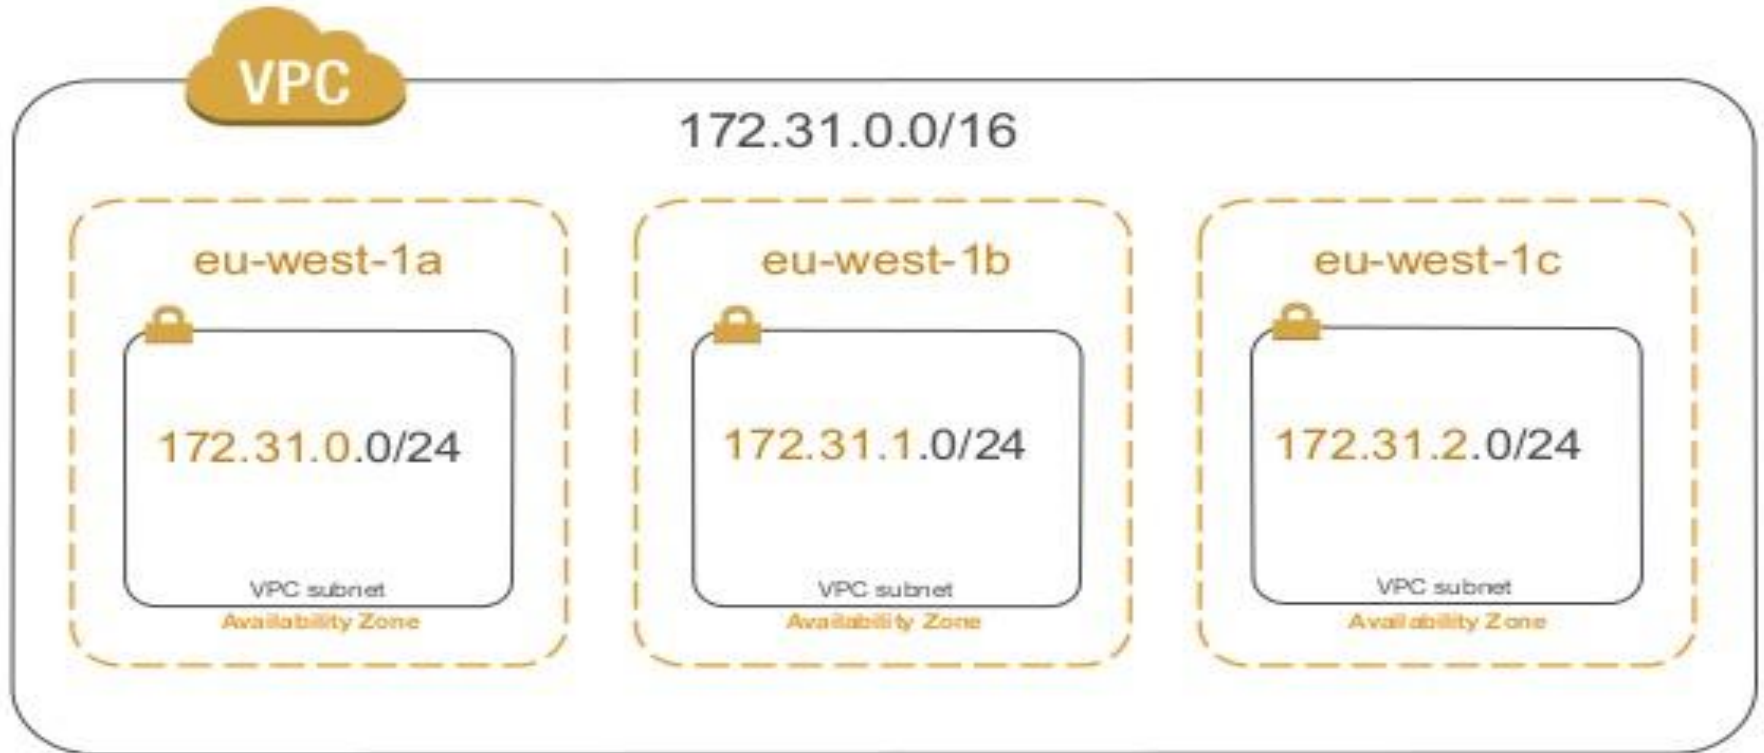 VPC
172.31.0.0/16
eu-west-1a
172.31.0.0/24
VPC subnet
Availability Zone
eu-west-1b
172.31.1.0/24
VPC subnet
Availability Zone
eu-west-1c
172.31.2.0/24
VPC subnet
Availability Zone